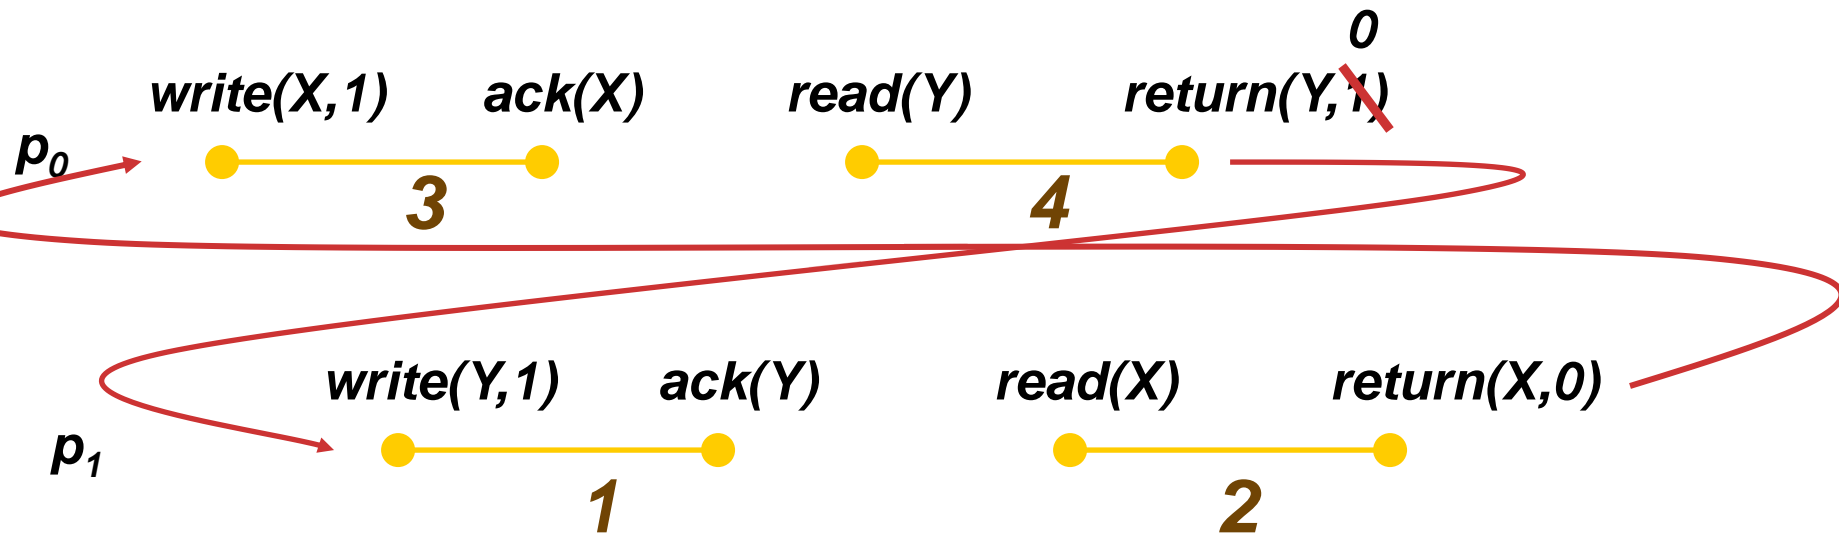 0
write(X,1) ack(X) read(Y) return(Y,1)
p0
3 4
write(Y,1) ack(Y) read(X) return(X,0)
p1
1 2